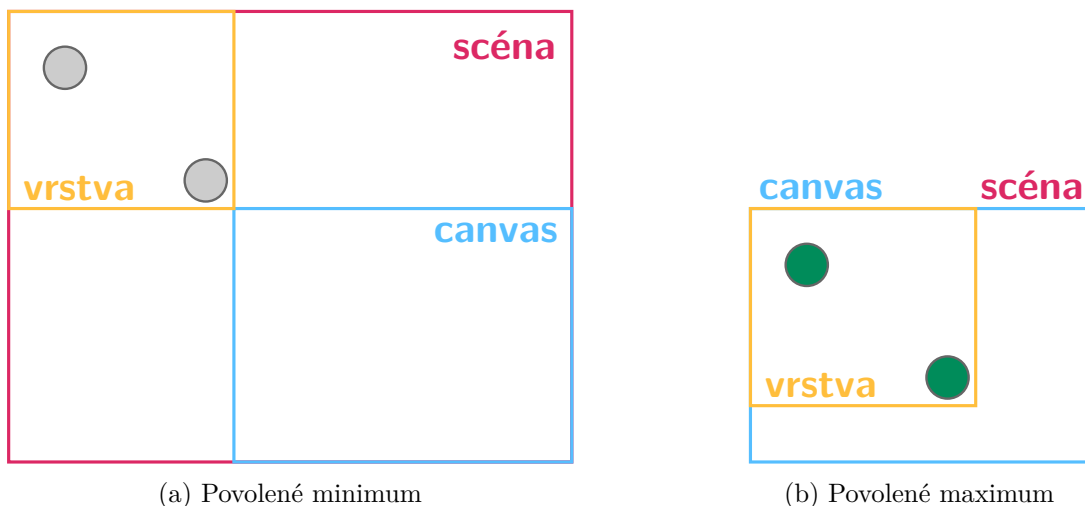 scéna
vrstva
canvas
(a) Povolené minimum
canvas
scéna
vrstva
(b) Povolené maximum